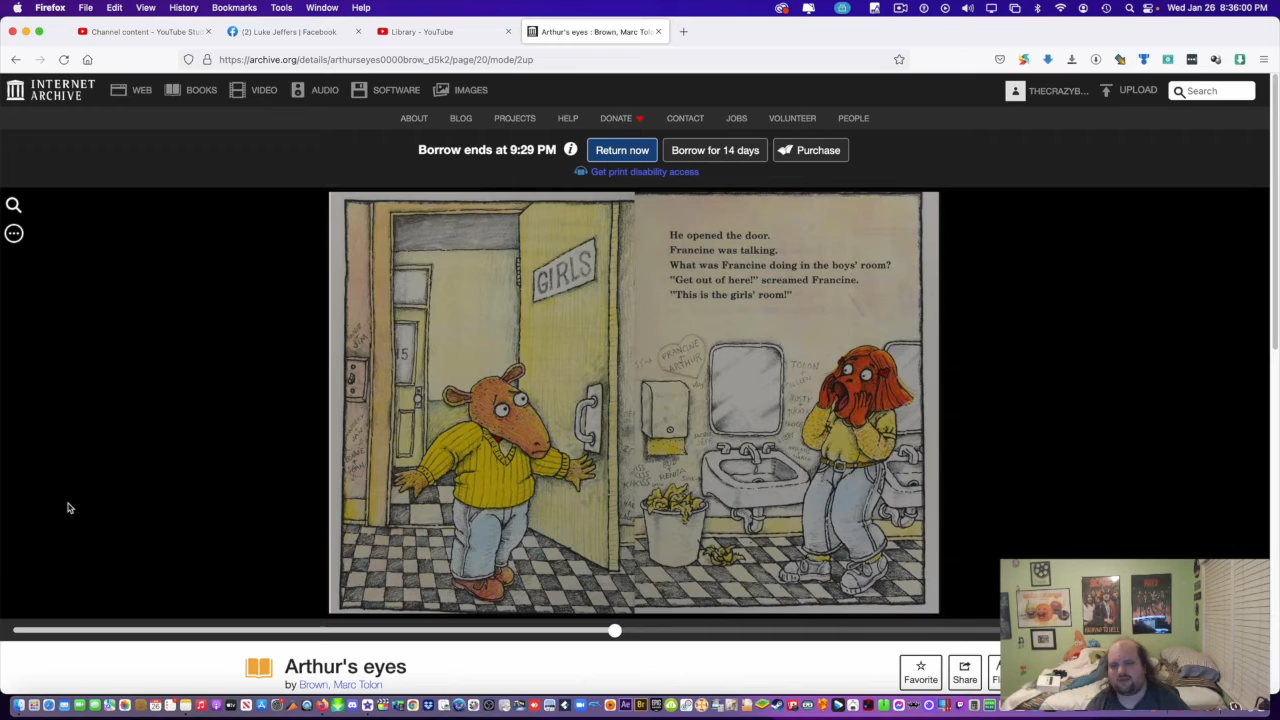 Firefox File Edit View History Bookmarks Tools Window Help
Wed Jan 26 8:36:00 PM
Channel content - YouTube Stu
(2) Luke Jeffers | Facebook
Library - YouTube
Arthur's eyes : Brown, Marc Tolo
https://archive.org/details/arthurseyes0000brow_d5k2/page/20/mode/2up
INTERNET
ARCHIVE
WEB BOOKS VIDEO AUDIO SOFTWARE IMAGES
THECRAZYB... UPLOAD Search
ABOUT BLOG PROJECTS HELP DONATE CONTACT JOBS VOLUNTEER PEOPLE
Borrow ends at 9:29 PM Return now Borrow for 14 days Purchase
Get print disability access
GIRLS
He opened the door.
Francine was talking.
What was Francine doing in the boys' room?
"Get out of here!" screamed Francine.
"This is the girls' room!"
FRANCINE
ARTHUR
Arthur's eyes
by Brown, Marc Tolon
Favorite Share